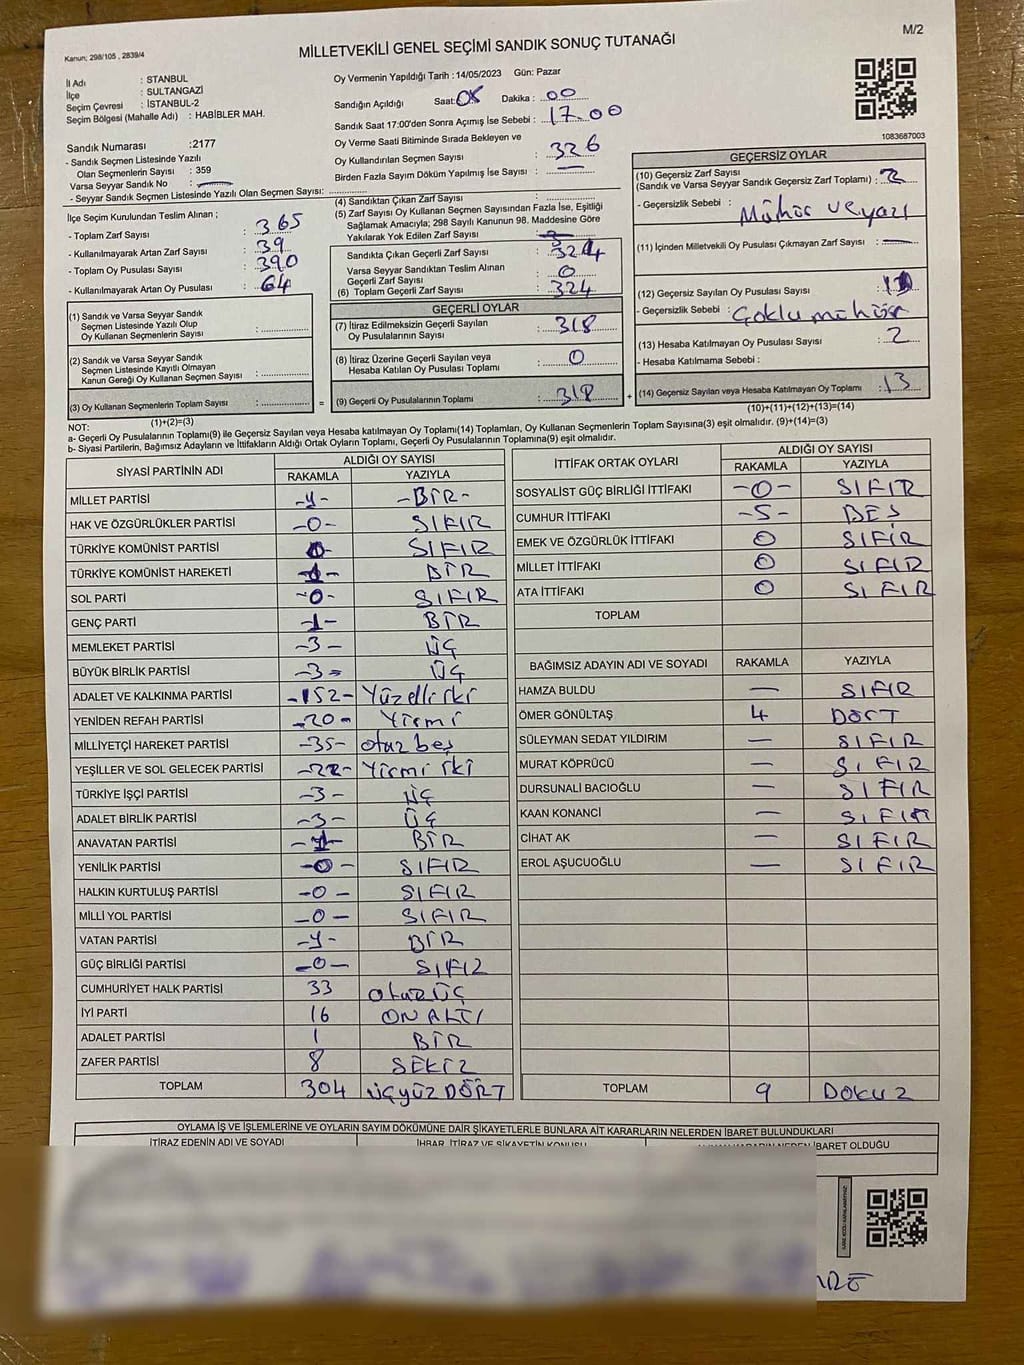 M/2
Kanun; 298/105 , 2839/4
MİLLETVEKİLİ GENEL SEÇİMİ SANDIK SONUÇ TUTANAĞI
İl Adı : STANBUL
İlçe : SULTANGAZİ
Seçim Çevresi : İSTANBUL-2
Seçim Bölgesi (Mahalle Adı) : HABİBLER MAH.
Sandık Numarası :2177
- Sandık Seçmen Listesinde Yazılı
Olan Seçmenlerin Sayısı : 359
Varsa Seyyar Sandık No :
- Seyyar Sandık Seçmen Listesinde Yazılı Olan Seçmen Sayısı:
İlçe Seçim Kurulundan Teslim Alınan ;
- Toplam Zarf Sayısı : 365
- Kullanılmayarak Artan Zarf Sayısı : 39
- Toplam Oy Pusulası Sayısı : 390
- Kullanılmayarak Artan Oy Pusulası : 64
(1) Sandık ve Varsa Seyyar Sandık
Seçmen Listesinde Yazılı Olup
Oy Kullanan Seçmenlerin Sayısı :
(2) Sandık ve Varsa Seyyar Sandık
Seçmen Listesinde Kayıtlı Olmayan
Kanun Gereği Oy Kullanan Seçmen Sayısı :
(3) Oy Kullanan Seçmenlerin Toplam Sayısı : =
(1)+(2)=(3)
Oy Vermenin Yapıldığı Tarih : 14/05/2023 Gün: Pazar
Sandığın Açıldığı Saat: 08 Dakika : 00
Sandık Saat 17:00'den Sonra Açımış İse Sebebi : 17.00
Oy Verme Saati Bitiminde Sırada Bekleyen ve
Oy Kullandırılan Seçmen Sayısı : 326
Birden Fazla Sayım Döküm Yapılmış İse Sayısı : —
(4) Sandıktan Çıkan Zarf Sayısı :
(5) Zarf Sayısı Oy Kullanan Seçmen Sayısından Fazla İse, Eşitliği
Sağlamak Amacıyla; 298 Sayılı Kanunun 98. Maddesine Göre
Yakılarak Yok Edilen Zarf Sayısı :
Sandıkta Çıkan Geçerli Zarf Sayısı : 324
Varsa Seyyar Sandıktan Teslim Alınan
Geçerli Zarf Sayısı : 0
(6) Toplam Geçerli Zarf Sayısı : 324
GEÇERLİ OYLAR
(7) İtiraz Edilmeksizin Geçerli Sayılan
Oy Pusulalarının Sayısı : 318
(8) İtiraz Üzerine Geçerli Sayılan veya
Hesaba Katılan Oy Pusulası Toplamı : 0
(9) Geçerli Oy Pusulalarının Toplamı : 318 +
1083687003
GEÇERSİZ OYLAR
(10) Geçersiz Zarf Sayısı
(Sandık ve Varsa Seyyar Sandık Geçersiz Zarf Toplamı) : 2
- Geçersizlik Sebebi : Mühür ve yazı
(11) İçinden Milletvekili Oy Pusulası Çıkmayan Zarf Sayısı : —
(12) Geçersiz Sayılan Oy Pusulası Sayısı :
- Geçersizlik Sebebi : Çoklu mühür
(13) Hesaba Katılmayan Oy Pusulası Sayısı : 2
- Hesaba Katılmama Sebebi :
(14) Geçersiz Sayılan veya Hesaba Katılmayan Oy Toplamı : 13
(10)+(11)+(12)+(13)=(14)
NOT:
a- Geçerli Oy Pusulalarının Toplamı(9) ile Geçersiz Sayılan veya Hesaba katılmayan Oy Toplamı(14) Toplamları, Oy Kullanan Seçmenlerin Toplam Sayısına(3) eşit olmalıdır. (9)+(14)=(3)
b- Siyasi Partilerin, Bağımsız Adayların ve İttifakların Aldığı Ortak Oyların Toplamı, Geçerli Oy Pusulalarının Toplamına(9) eşit olmalıdır.
SİYASİ PARTİNİN ADI ALDIĞI OY SAYISI
RAKAMLA YAZIYLA
MİLLET PARTİSİ -1- -BİR-
HAK VE ÖZGÜRLÜKLER PARTİSİ -0- SIFIR
TÜRKİYE KOMÜNİST PARTİSİ 0- SIFIR
TÜRKİYE KOMÜNİST HAREKETİ -1- BİR
SOL PARTİ -0- SIFIR
GENÇ PARTİ -1- BİR
MEMLEKET PARTİSİ -3- ÜÇ
BÜYÜK BİRLİK PARTİSİ -3- ÜÇ
ADALET VE KALKINMA PARTİSİ -152- Yüzelli iki
YENİDEN REFAH PARTİSİ -20- Yirmi
MİLLİYETÇİ HAREKET PARTİSİ -35- otuz beş
YEŞİLLER VE SOL GELECEK PARTİSİ -22- Yirmi iki
TÜRKİYE İŞÇİ PARTİSİ -3- ÜÇ
ADALET BİRLİK PARTİSİ -3- ÜÇ
ANAVATAN PARTİSİ -1- BİR
YENİLİK PARTİSİ -0- SIFIR
HALKIN KURTULUŞ PARTİSİ -0- SIFIR
MİLLİ YOL PARTİSİ -0- SIFIR
VATAN PARTİSİ -1- BİR
GÜÇ BİRLİĞİ PARTİSİ -0- SIFIR
CUMHURİYET HALK PARTİSİ 33 otuz ÜÇ
İYİ PARTİ 16 ON ALTI
ADALET PARTİSİ 1 BİR
ZAFER PARTİSİ 8 SEKİZ
TOPLAM 304 ÜÇYÜZ DÖRT
İTTİFAK ORTAK OYLARI ALDIĞI OY SAYISI
RAKAMLA YAZIYLA
SOSYALİST GÜÇ BİRLİĞİ İTTİFAKI -0- SIFIR
CUMHUR İTTİFAKI -5- BEŞ
EMEK VE ÖZGÜRLÜK İTTİFAKI 0 SIFIR
MİLLET İTTİFAKI 0 SIFIR
ATA İTTİFAKI 0 SIFIR
TOPLAM
BAĞIMSIZ ADAYIN ADI VE SOYADI RAKAMLA YAZIYLA
HAMZA BULDU — SIFIR
ÖMER GÖNÜLTAŞ 4 DÖRT
SÜLEYMAN SEDAT YILDIRIM — SIFIR
MURAT KÖPRÜCÜ — SIFIR
DURSUNALİ BACIOĞLU — SIFIR
KAAN KONANCİ — SIFIR
CİHAT AK — SIFIR
EROL AŞUCUOĞLU — SIFIR
TOPLAM 9 DOKUZ
OYLAMA İŞ VE İŞLEMLERİNE VE OYLARIN SAYIM DÖKÜMÜNE DAİR ŞİKAYETLERLE BUNLARA AİT KARARLARIN NELERDEN İBARET BULUNDUKLARI
İTİRAZ EDENİN ADI VE SOYADI İHBAR, İTİRAZ VE ŞİKAYETİN KONUSU İBARET OLDUĞU